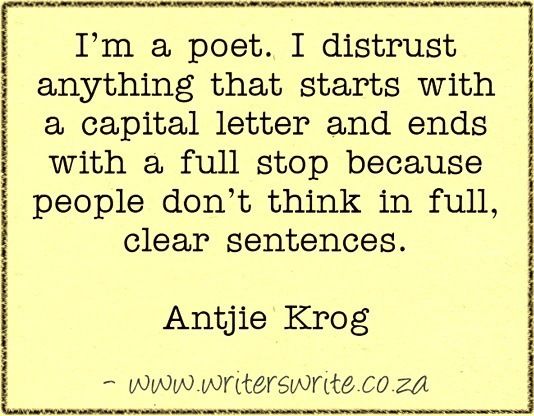 I'm a poet. I distrust
anything that starts with
a capital letter and ends
with a full stop because
people don't think in full,
clear sentences.
Antjie Krog
- www.writerswrite.co.za